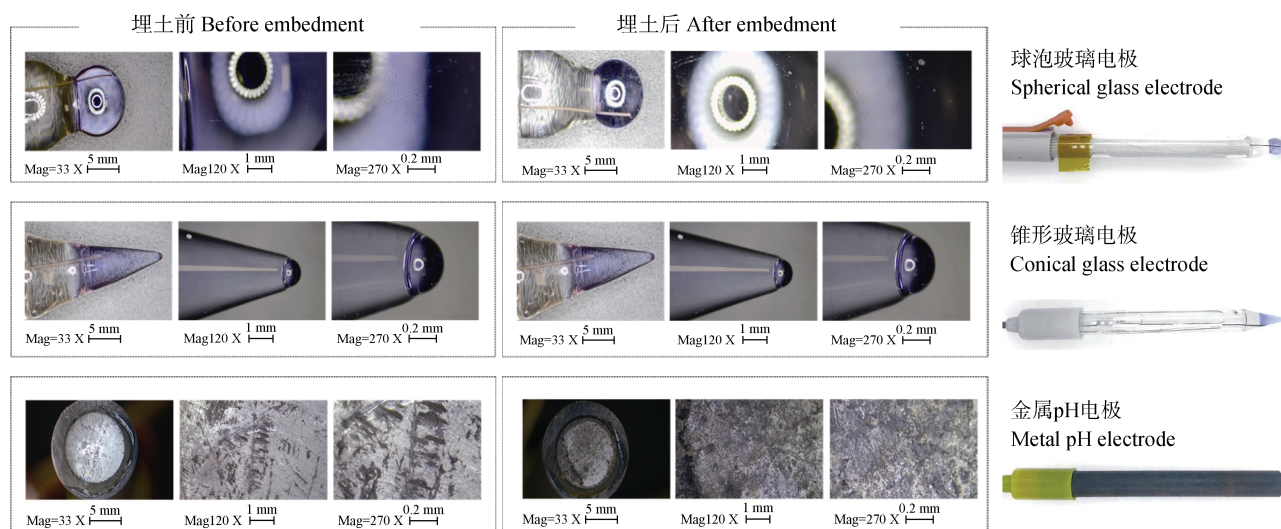 埋土前 Before embedment
埋土后 After embedment
5 mm
Mag=33 X
1 mm
Mag120 X
0.2 mm
Mag=270 X
5 mm
Mag=33 X
1 mm
Mag120 X
0.2 mm
Mag=270 X
球泡玻璃电极
Spherical glass electrode
5 mm
Mag=33 X
1 mm
Mag120 X
0.2 mm
Mag=270 X
5 mm
Mag=33 X
1 mm
Mag120 X
0.2 mm
Mag=270 X
锥形玻璃电极
Conical glass electrode
5 mm
Mag=33 X
1 mm
Mag120 X
0.2 mm
Mag=270 X
5 mm
Mag=33 X
1 mm
Mag120 X
0.2 mm
Mag=270 X
金属pH电极
Metal pH electrode